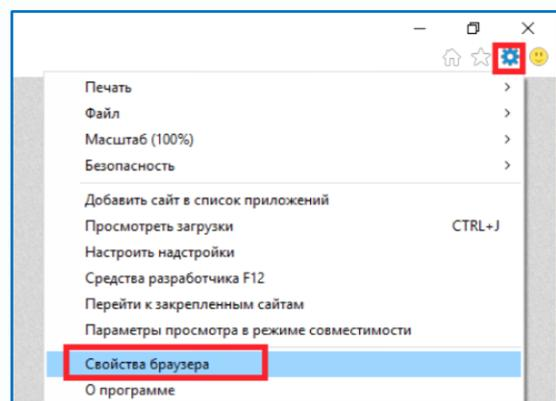 Печать
Файл
Масштаб (100%)
Безопасность
Добавить сайт в список приложений
Просмотреть загрузки CTRL+J
Настроить надстройки
Средства разработчика F12
Перейти к закрепленным сайтам
Параметры просмотра в режиме совместимости
Свойства браузера
О программе